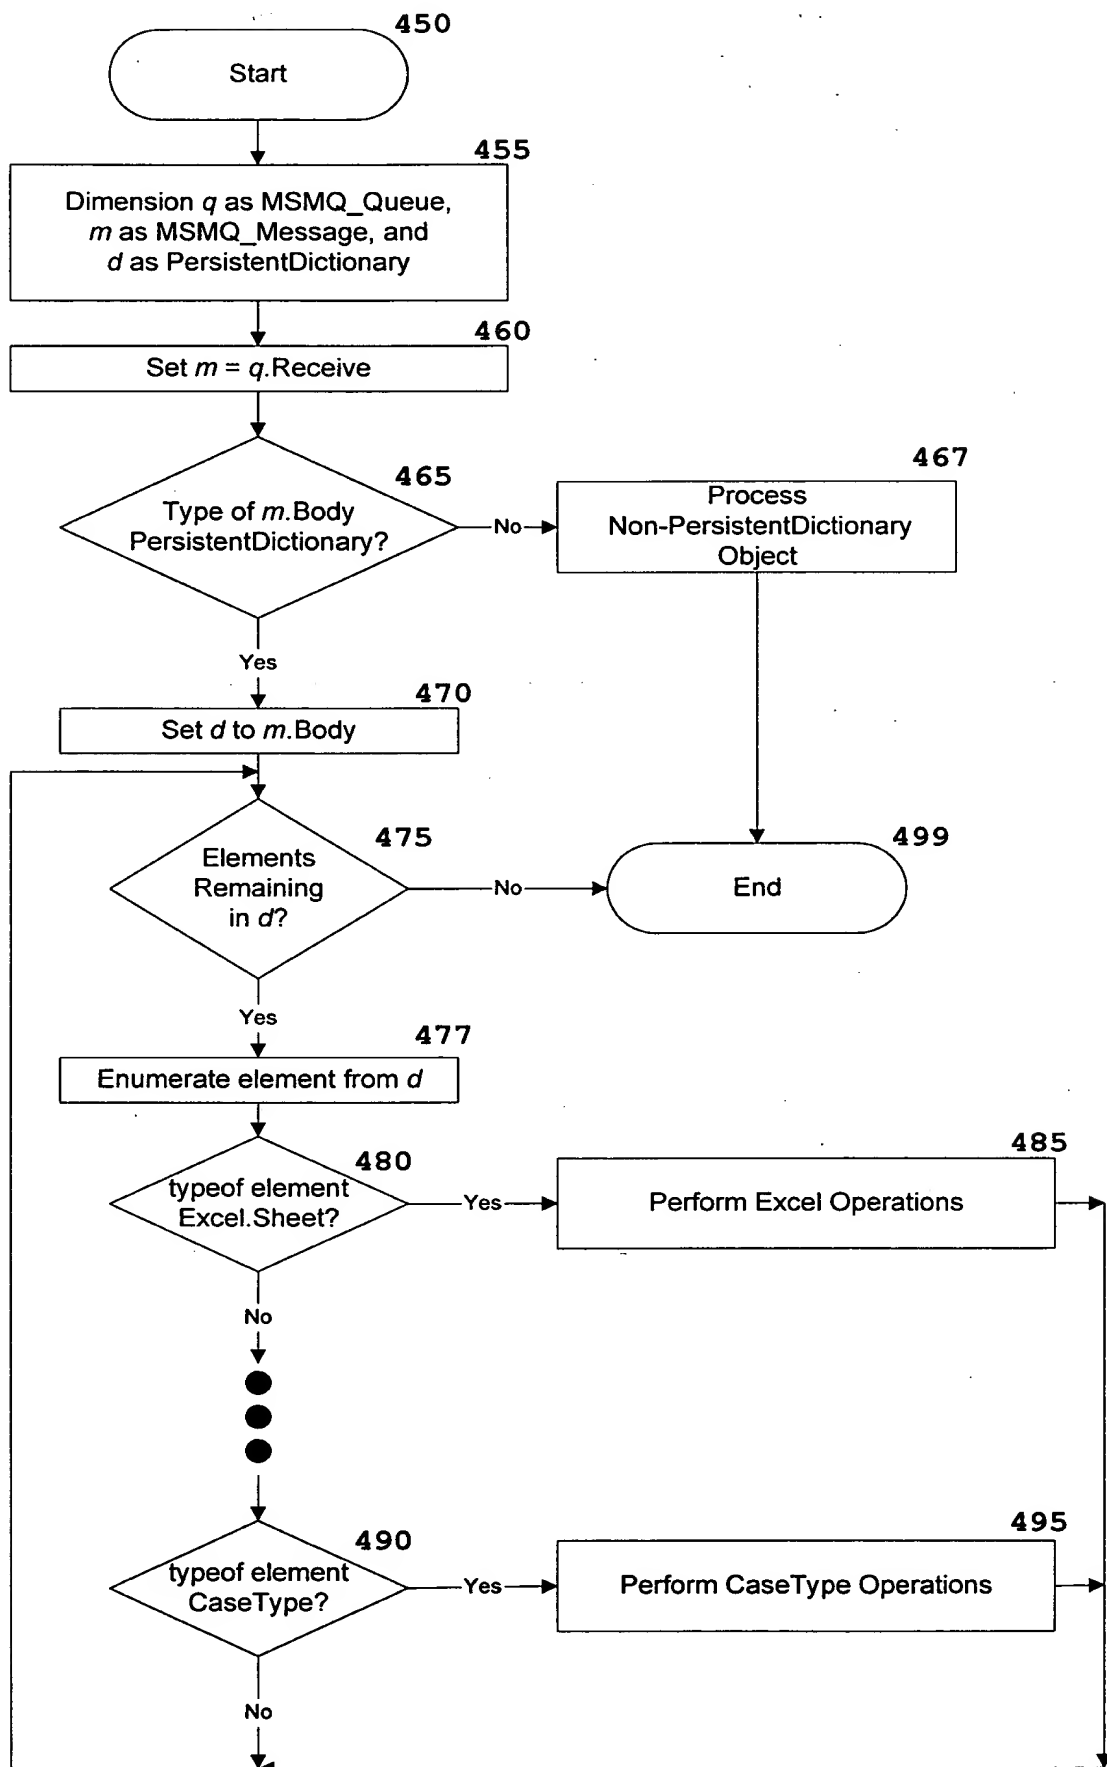 450
Start
455
Dimension q as MSMQ_Queue,
m as MSMQ_Message, and
d as PersistentDictionary
460
Set m = q.Receive
465
Type of m.Body
PersistentDictionary?
No
467
Process
Non-PersistentDictionary
Object
Yes
470
Set d to m.Body
475
Elements
Remaining
in d?
No
499
End
Yes
477
Enumerate element from d
480
typeof element
Excel.Sheet?
Yes
485
Perform Excel Operations
No
490
typeof element
CaseType?
Yes
495
Perform CaseType Operations
No